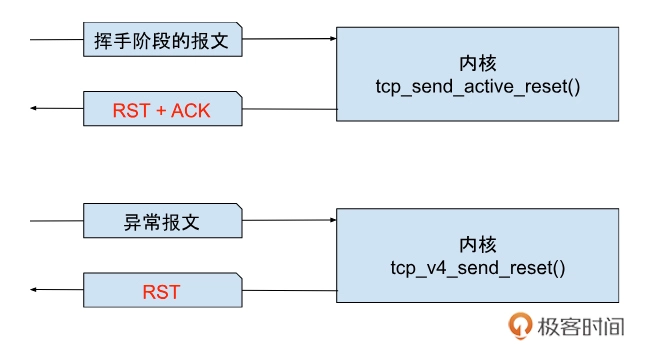 挥手阶段的报文
内核
tcp_send_active_reset()
RST + ACK
异常报文
内核
tcp_v4_send_reset()
RST
极客时间